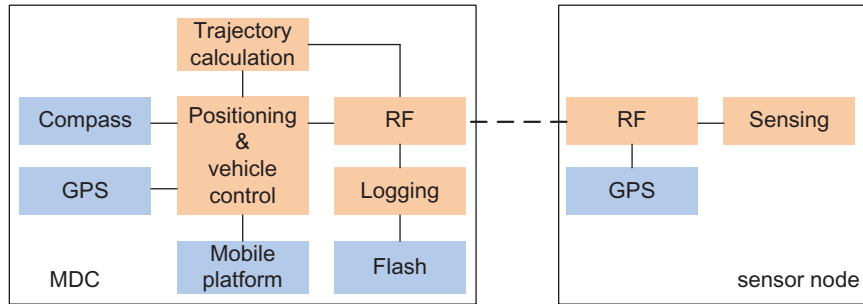 Trajectory
calculation
Compass
Positioning
&
vehicle
control
RF
GPS
Logging
Mobile
platform
Flash
MDC
RF
Sensing
GPS
sensor node